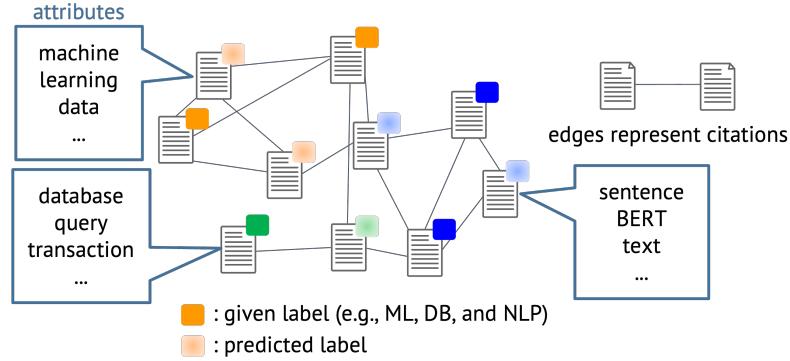 attributes
machine
learning
data
...
database
query
transaction
...
edges represent citations
sentence
BERT
text
...
: given label (e.g., ML, DB, and NLP)
: predicted label